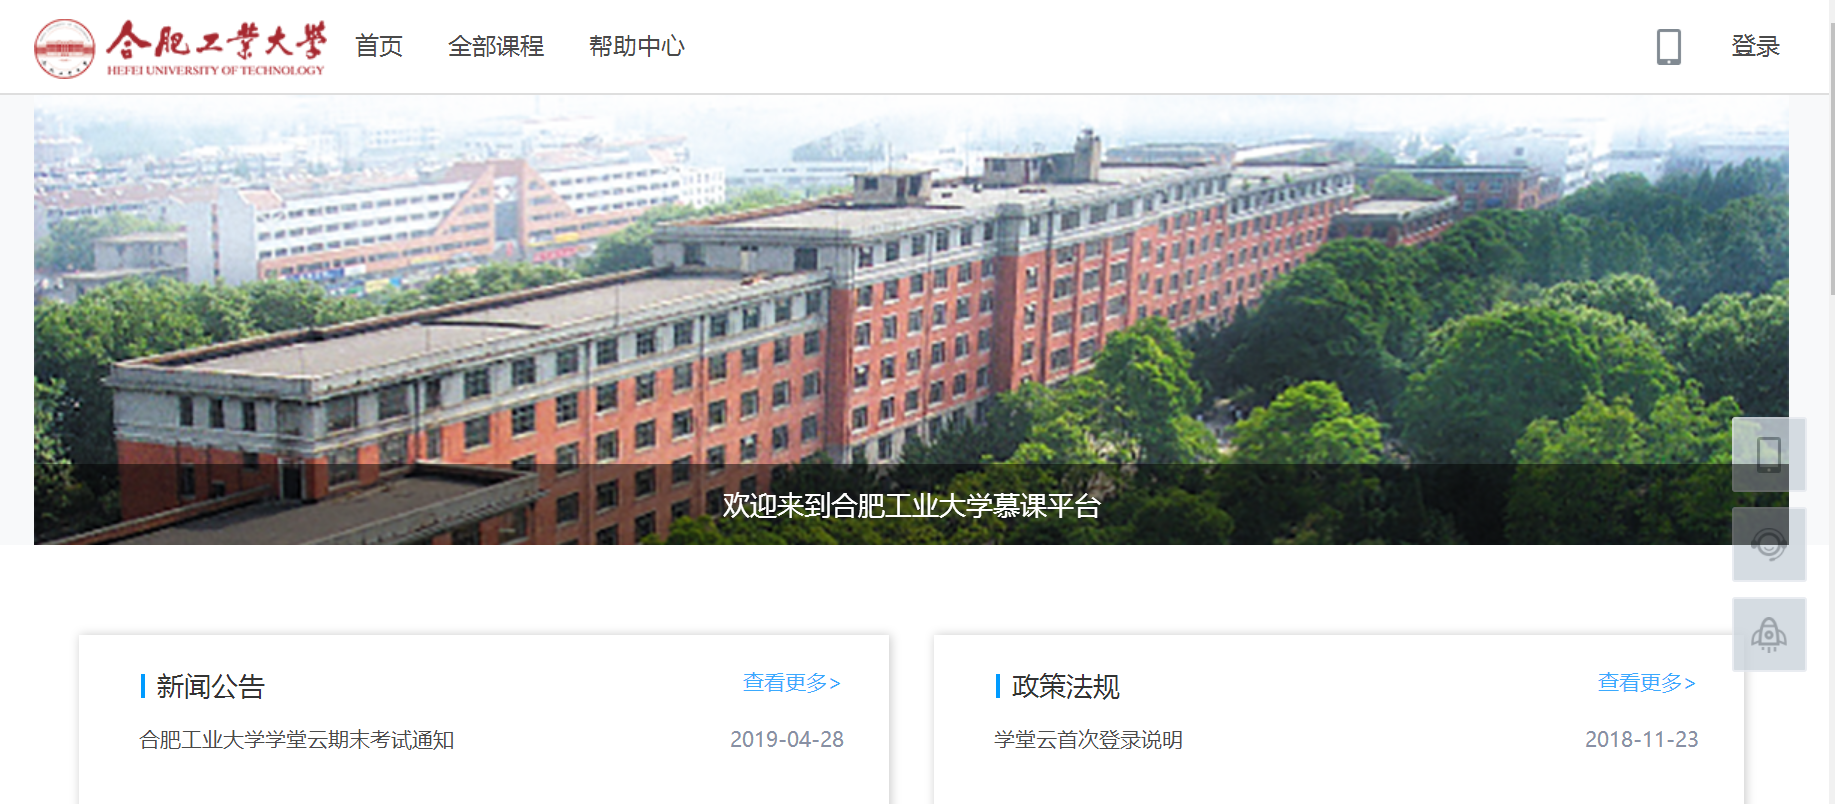 合肥工業大學
HEFEI UNIVERSITY OF TECHNOLOGY
首页 全部课程 帮助中心 登录
欢迎来到合肥工业大学慕课平台
新闻公告 查看更多>
合肥工业大学学堂云期末考试通知 2019-04-28
政策法规 查看更多>
学堂云首次登录说明 2018-11-23